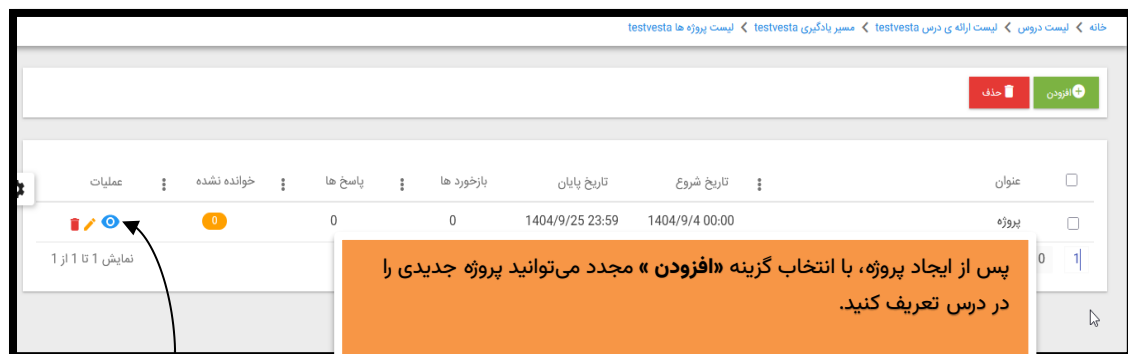 خانه ❯ لیست دروس ❯ لیست ارائه ی درس testvesta ❯ مسیر یادگیری testvesta ❯ لیست پروژه ها testvesta
افزودن حذف
عنوان تاریخ شروع تاریخ پایان بازخورد ها پاسخ ها خوانده نشده عملیات
پروژه 1404/9/4 00:00 1404/9/25 23:59 0 0 0
1 0 نمایش 1 تا 1 از 1
پس از ایجاد پروژه، با انتخاب گزینه «افزودن » مجدد می‌توانید پروژه جدیدی را
در درس تعریف کنید.